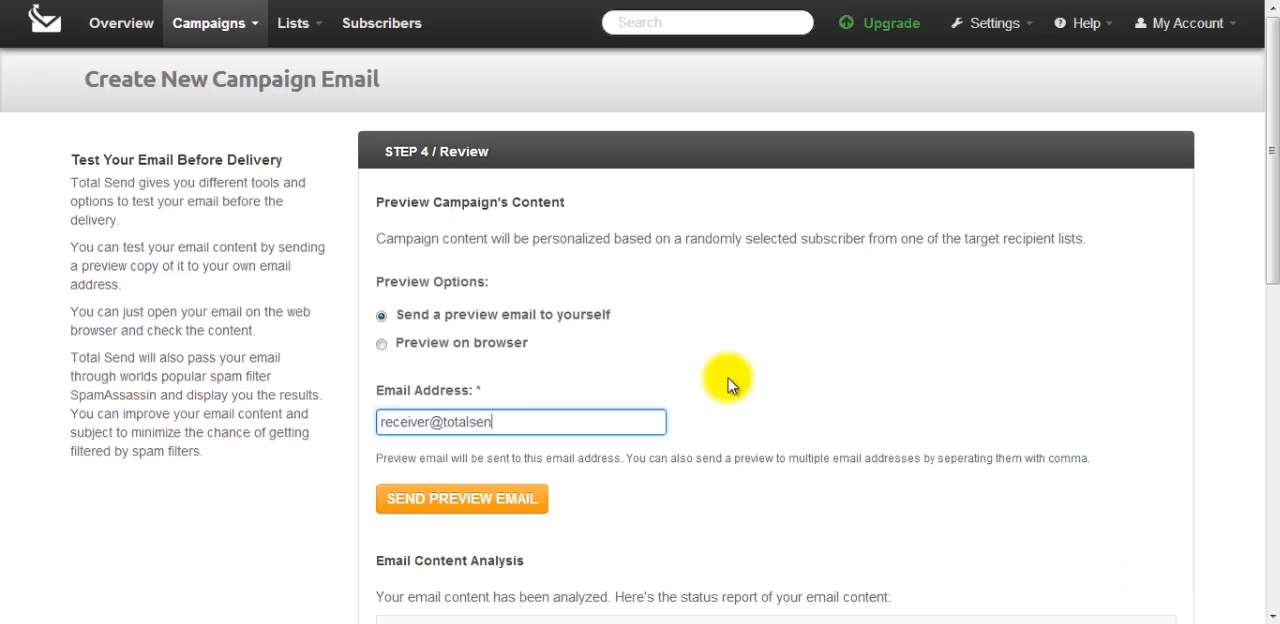 Overview Campaigns Lists Subscribers Search Upgrade Settings Help My Account
Create New Campaign Email
Test Your Email Before Delivery
Total Send gives you different tools and
options to test your email before the
delivery.
You can test your email content by sending
a preview copy of it to your own email
address.
You can just open your email on the web
browser and check the content.
Total Send will also pass your email
through worlds popular spam filter
SpamAssassin and display you the results.
You can improve your email content and
subject to minimize the chance of getting
filtered by spam filters.
STEP 4 / Review
Preview Campaign's Content
Campaign content will be personalized based on a randomly selected subscriber from one of the target recipient lists.
Preview Options:
Send a preview email to yourself
Preview on browser
Email Address: *
receiver@totalsen
Preview email will be sent to this email address. You can also send a preview to multiple email addresses by seperating them with comma.
SEND PREVIEW EMAIL
Email Content Analysis
Your email content has been analyzed. Here's the status report of your email content: